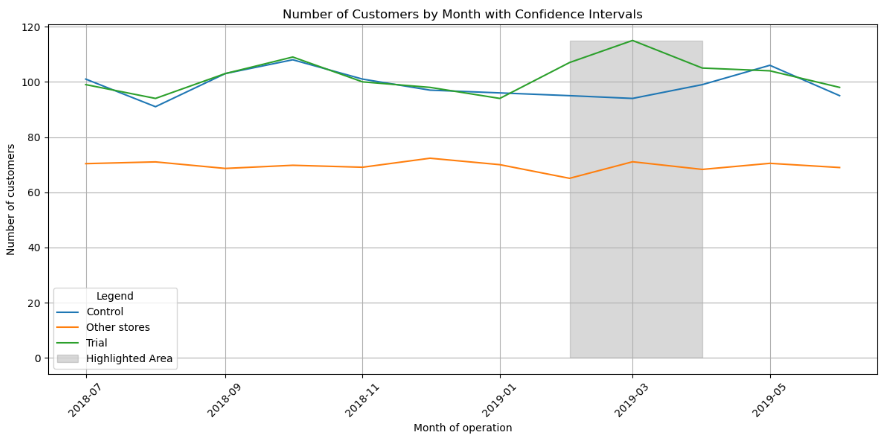 Number of Customers by Month with Confidence Intervals
120
100
80
60
40
20
0
Number of customers
Legend
Control
Other stores
Trial
Highlighted Area
2018-07
2018-09
2018-11
2019-01
2019-03
2019-05
Month of operation